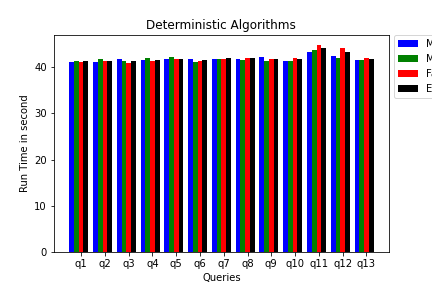 Deterministic Algorithms
Run Time in second
40
30
20
10
0
q1 q2 q3 q4 q5 q6 q7 q8 q9 q10 q11 q12 q13
Queries